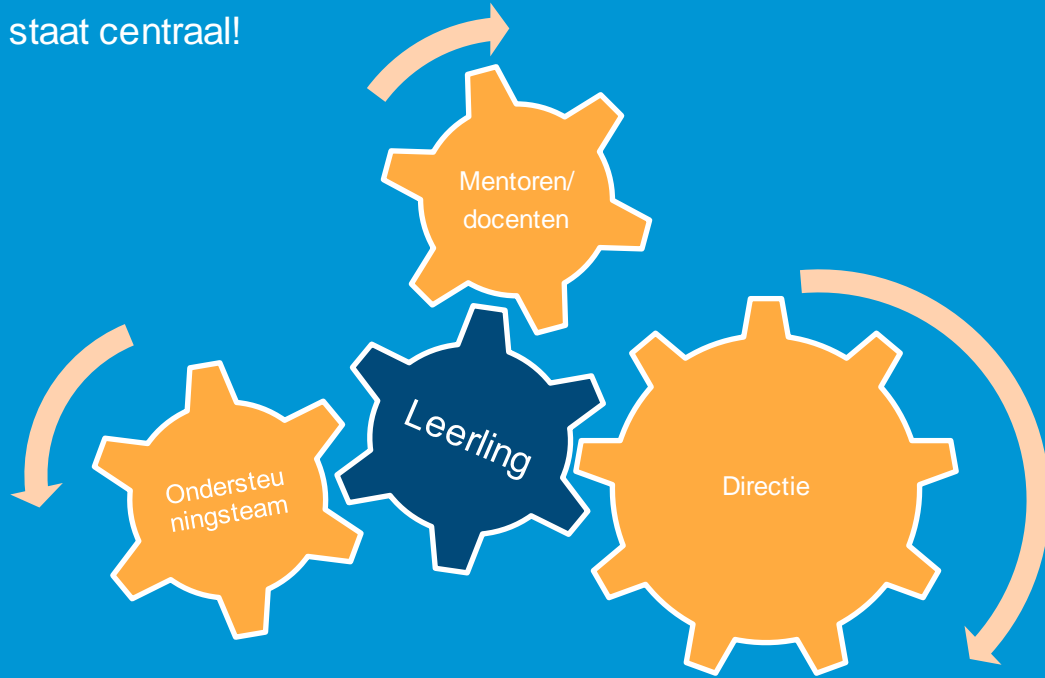 staat centraal!
Mentoren/
docenten
Leerling
Ondersteu
ningsteam
Directie